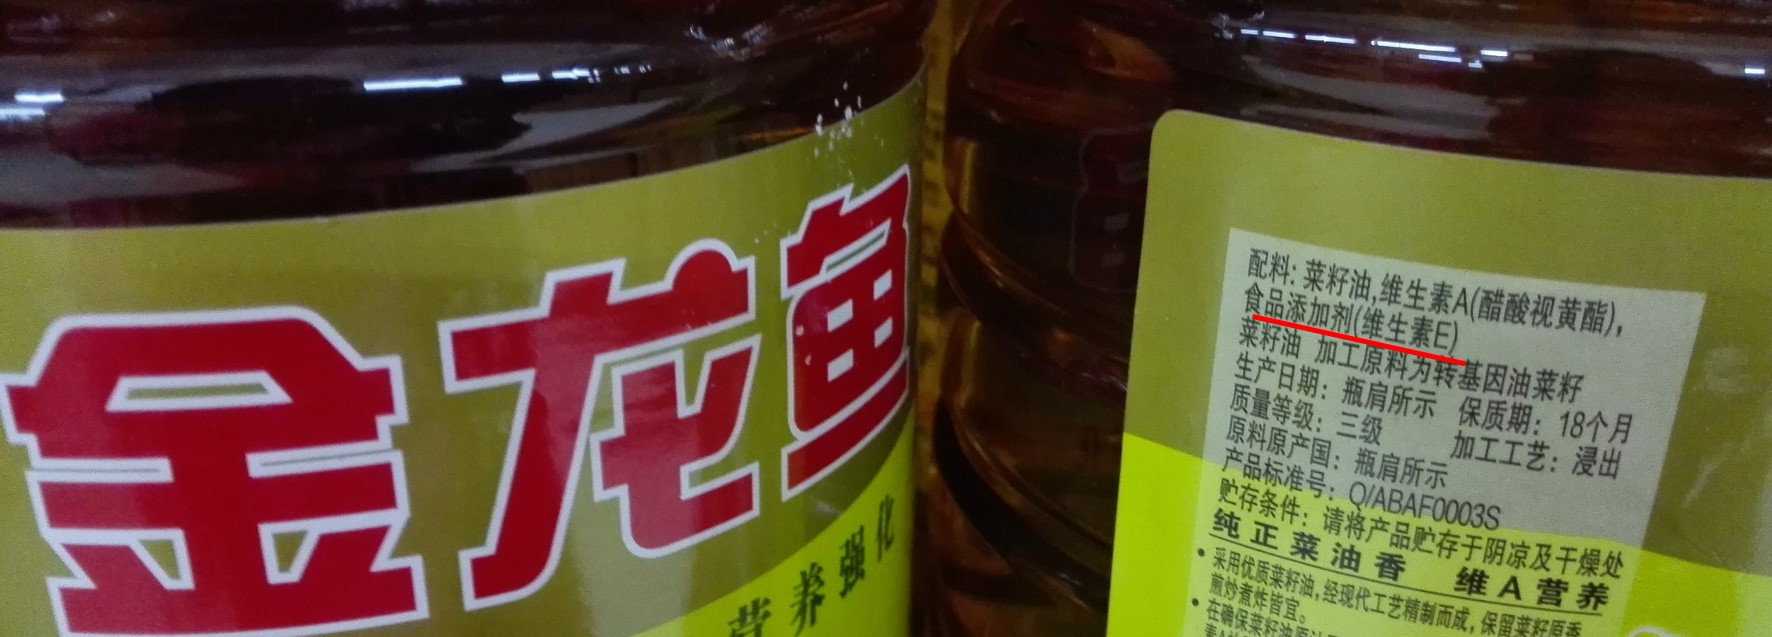 金龙鱼
营养强化
配料: 菜籽油,维生素A(醋酸视黄酯),
食品添加剂(维生素E)
菜籽油 加工原料为转基因油菜籽
生产日期: 瓶肩所示 保质期: 18个月
质量等级: 三级 加工工艺: 浸出
原料原产国: 瓶肩所示
产品标准号: Q/ABAF0003S
贮存条件: 请将产品贮存于阴凉及干燥处
纯正菜油香 维A营养
• 采用优质菜籽油,经现代工艺精制而成,保留菜籽原香
煎炒煮炸皆宜。
• 在确保菜籽油原